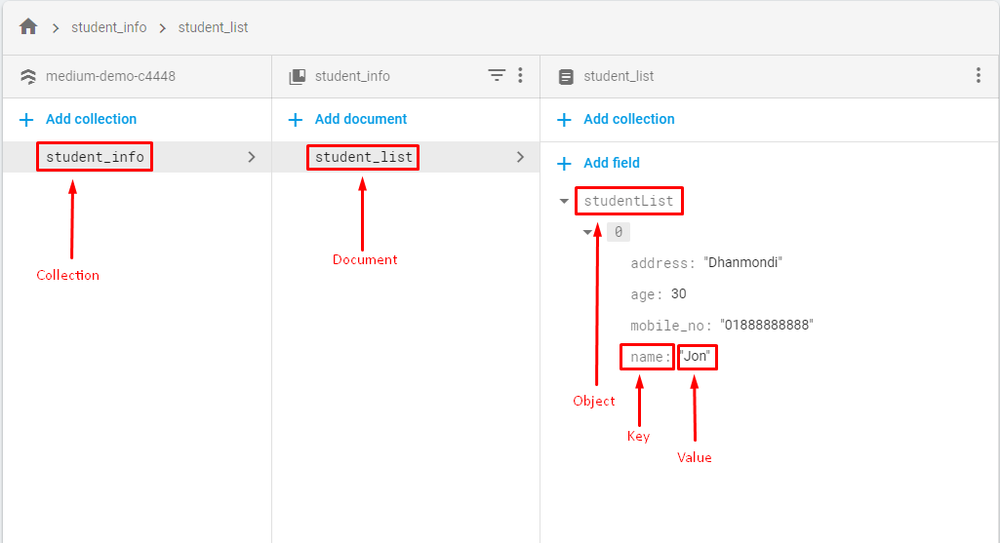 student_info student_list
medium-demo-c4448
student_info
student_list
Add collection
Add document
Add collection
student_info
student_list
Add field
studentList
0
address: "Dhanmondi"
age: 30
mobile_no: "01888888888"
name: "Jon"
Collection
Document
Object
Key
Value